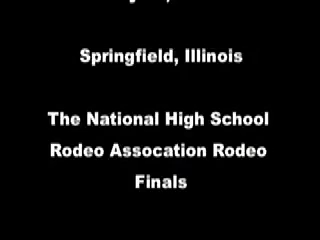 Springfield, Illinois
The National High School
Rodeo Assocation Rodeo
Finals